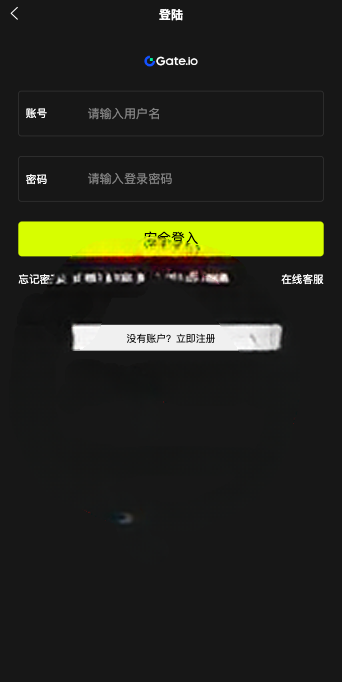 登陆
Gate.io
账号 请输入用户名
密码 请输入登录密码
安全登入
忘记密 在线客服
没有账户？立即注册